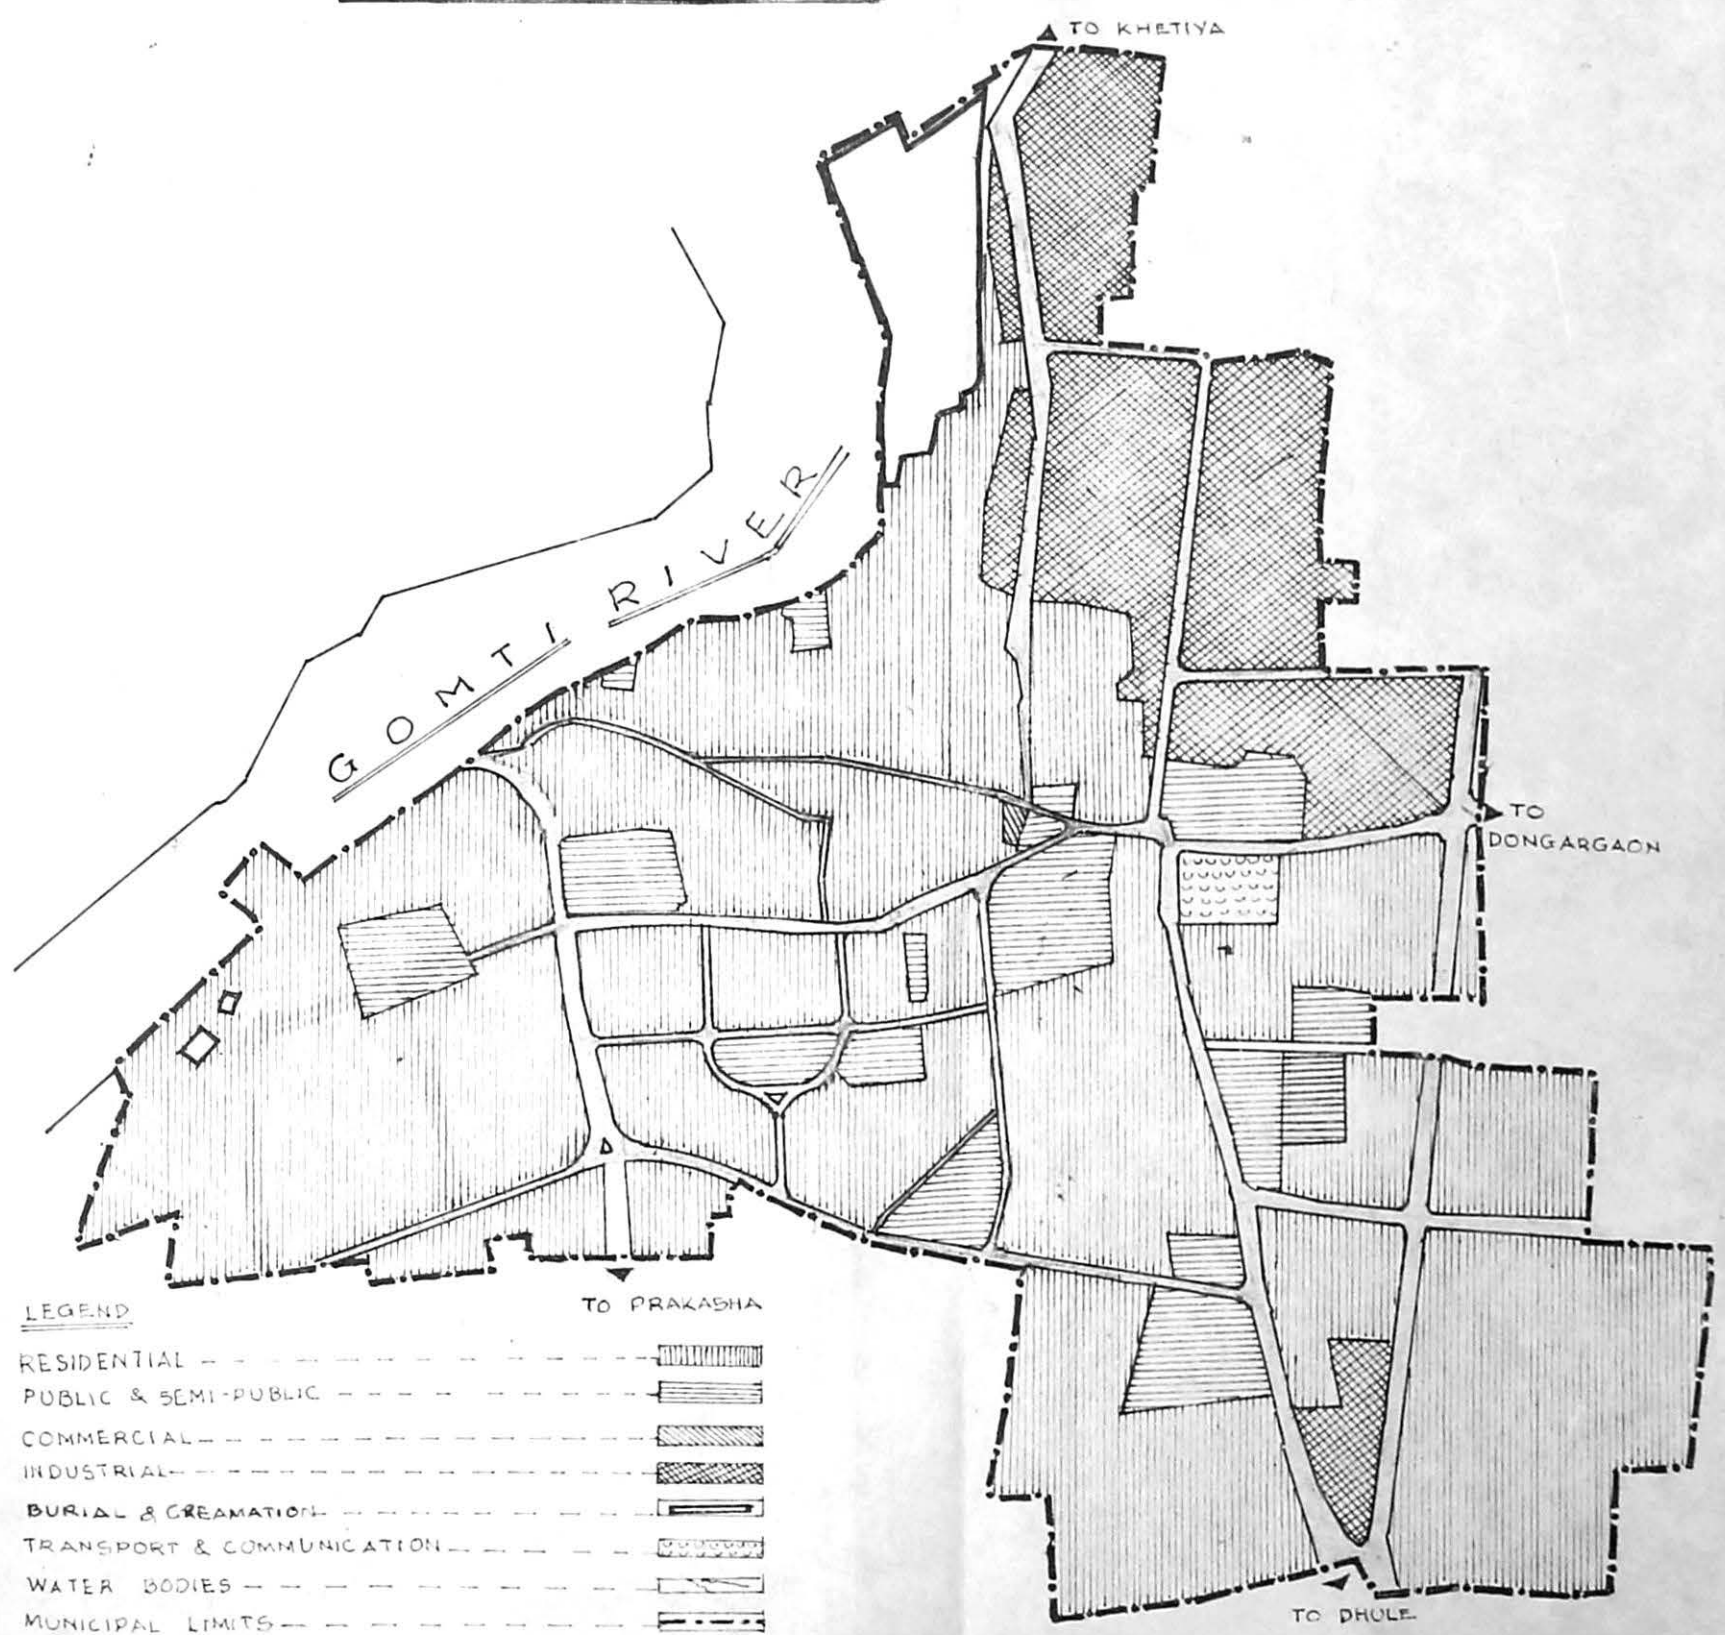 TO KHETIYA
GOMTI RIVER
TO
DONGARGAON
TO PRAKASHA
LEGEND
RESIDENTIAL
PUBLIC & SEMI-PUBLIC
COMMERCIAL
INDUSTRIAL
BURIAL & CREAMATION
TRANSPORT & COMMUNICATION
WATER BODIES
MUNICIPAL LIMITS
TO DHULE